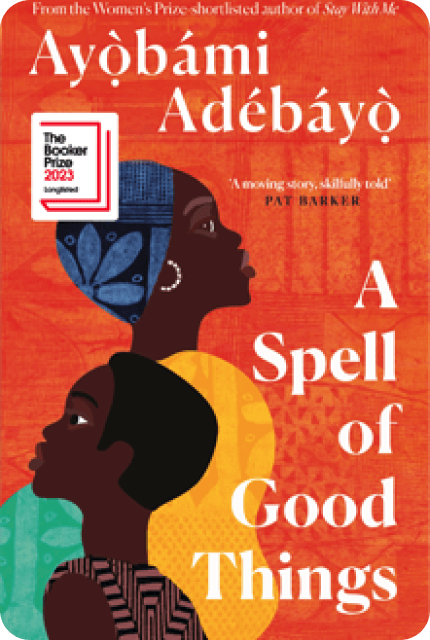 From the Women's Prize-shortlisted author of Stay With Me
Ayọ̀bámi
Adébáyọ̀
The
Booker
Prize
2023
Longlisted
'A moving story, skilfully told'
PAT BARKER
A
Spell
of
Good
Things